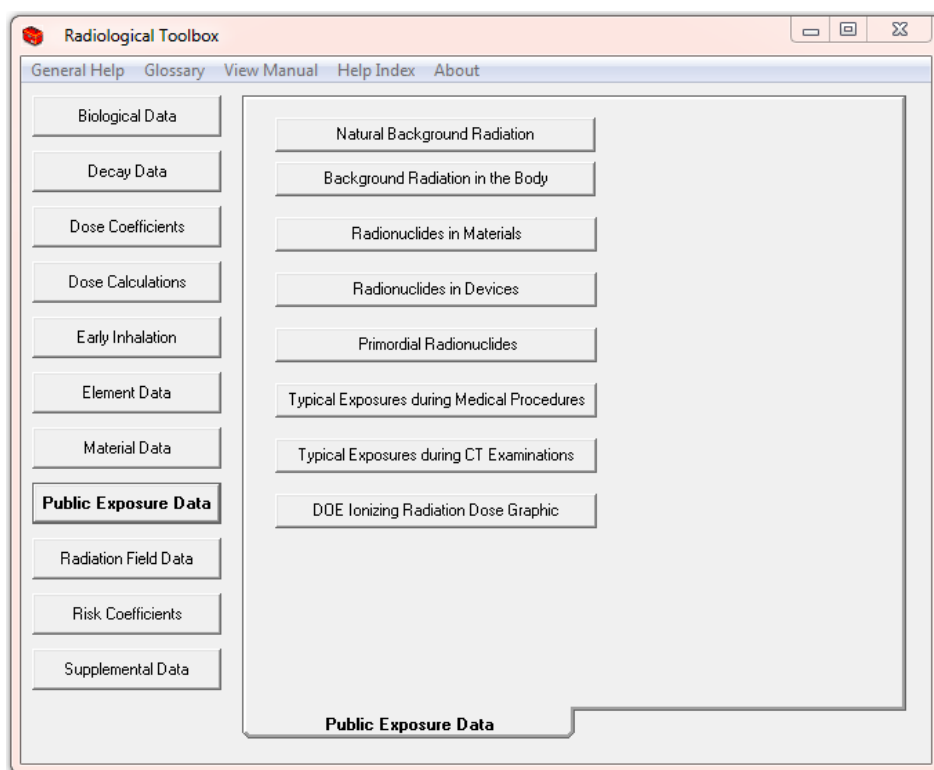 Radiological Toolbox
General Help Glossary View Manual Help Index About
Biological Data
Decay Data
Dose Coefficients
Dose Calculations
Early Inhalation
Element Data
Material Data
Public Exposure Data
Radiation Field Data
Risk Coefficients
Supplemental Data
Natural Background Radiation
Background Radiation in the Body
Radionuclides in Materials
Radionuclides in Devices
Primordial Radionuclides
Typical Exposures during Medical Procedures
Typical Exposures during CT Examinations
DOE Ionizing Radiation Dose Graphic
Public Exposure Data